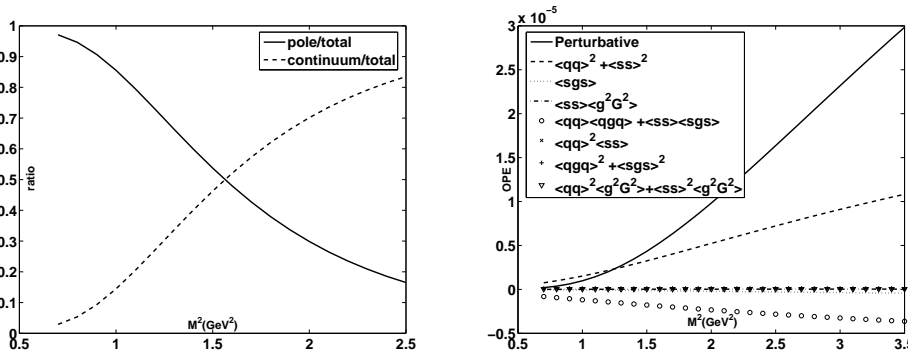 1
0.9
0.8
0.7
0.6
0.5
0.4
0.3
0.2
0.1
0
ratio
pole/total
continuum/total
0.5 1 1.5 2 2.5
M²(GeV²)
3 x 10⁻⁵
2.5
2
1.5
1
0.5
0
−0.5
OPE
Perturbative
<qq>² +<ss>²
<sgs>
<ss><g²G²>
<qq><qgq> +<ss><sgs>
<qq>²<ss>
<qgq>² +<sgs>²
<qq>²<g²G²>+<ss>²<g²G²>
0.5 1 1.5 2 2.5 3 3.5
M²(GeV²)